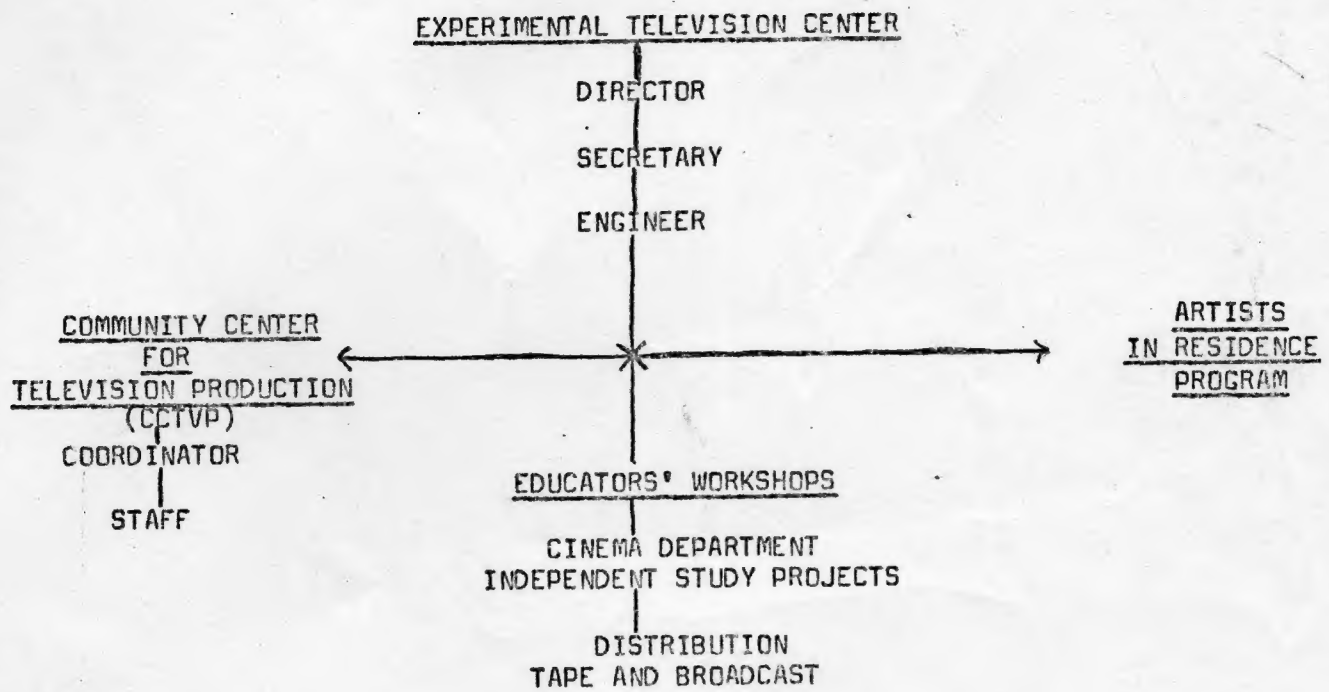 EXPERIMENTAL TELEVISION CENTER
DIRECTOR
SECRETARY
ENGINEER
COMMUNITY CENTER
FOR
TELEVISION PRODUCTION
(CCTVP)
COORDINATOR
STAFF
ARTISTS
IN RESIDENCE
PROGRAM
EDUCATORS' WORKSHOPS
CINEMA DEPARTMENT
INDEPENDENT STUDY PROJECTS
DISTRIBUTION
TAPE AND BROADCAST